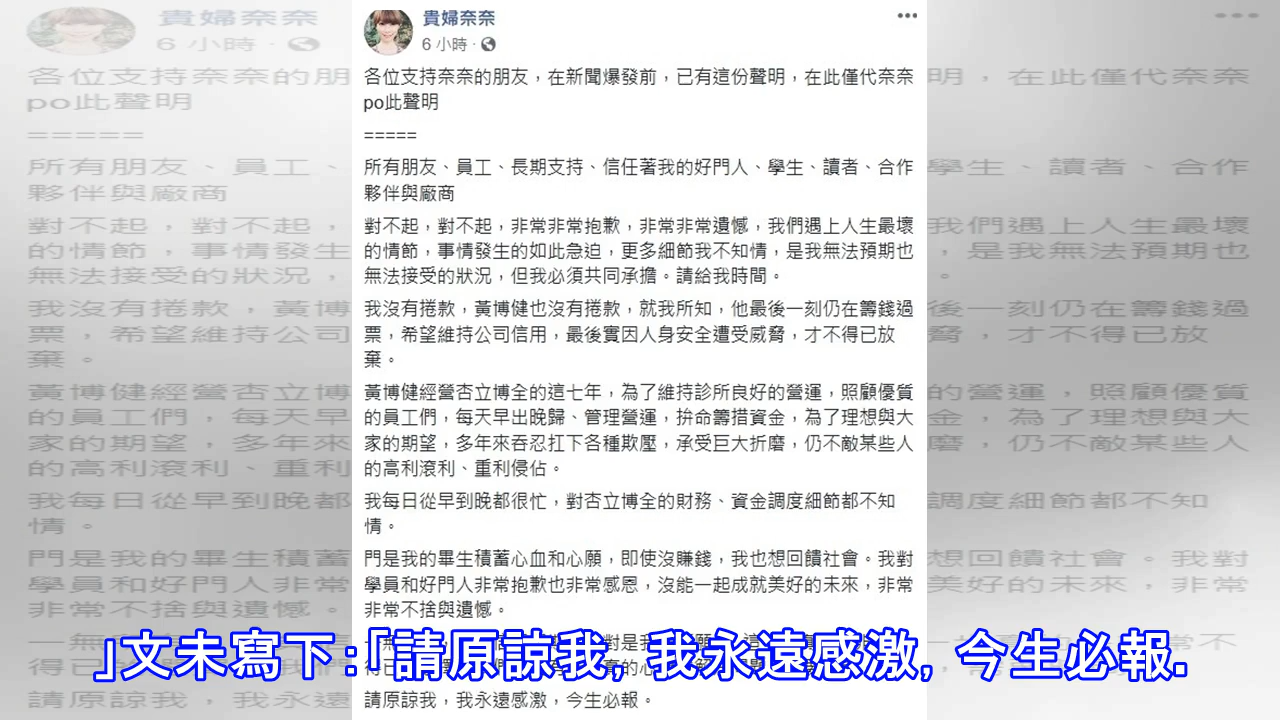 貴婦奈奈
6 小時
各位支持奈奈的朋友，在新聞爆發前，已有這份聲明，在此僅代奈奈
po此聲明
=====
所有朋友、員工、長期支持、信任著我的好門人、學生、讀者、合作
夥伴與廠商
對不起，對不起，非常非常抱歉，非常非常遺憾，我們遇上人生最壞
的情節，事情發生的如此急迫，更多細節我不知情，是我無法預期也
無法接受的狀況，但我必須共同承擔。請給我時間。
我沒有捲款，黃博健也沒有捲款，就我所知，他最後一刻仍在籌錢過
票，希望維持公司信用，最後實因人身安全遭受威脅，才不得已放
棄。
黃博健經營杏立博全的這七年，為了維持診所良好的營運，照顧優質
的員工們，每天早出晚歸、管理營運，拚命籌措資金，為了理想與大
家的期望，多年來吞忍扛下各種欺壓，承受巨大折磨，仍不敵某些人
的高利滾利、重利侵佔。
我每日從早到晚都很忙，對杏立博全的財務、資金調度細節都不知
情。
門是我的畢生積蓄心血和心願，即使沒賺錢，我也想回饋社會。我對
學員和好門人非常抱歉也非常感恩，沒能一起成就美好的未來，非常
非常不捨與遺憾。
」文末寫下:「請原諒我, 我永遠感激, 今生必報.
請原諒我，我永遠感激，今生必報。